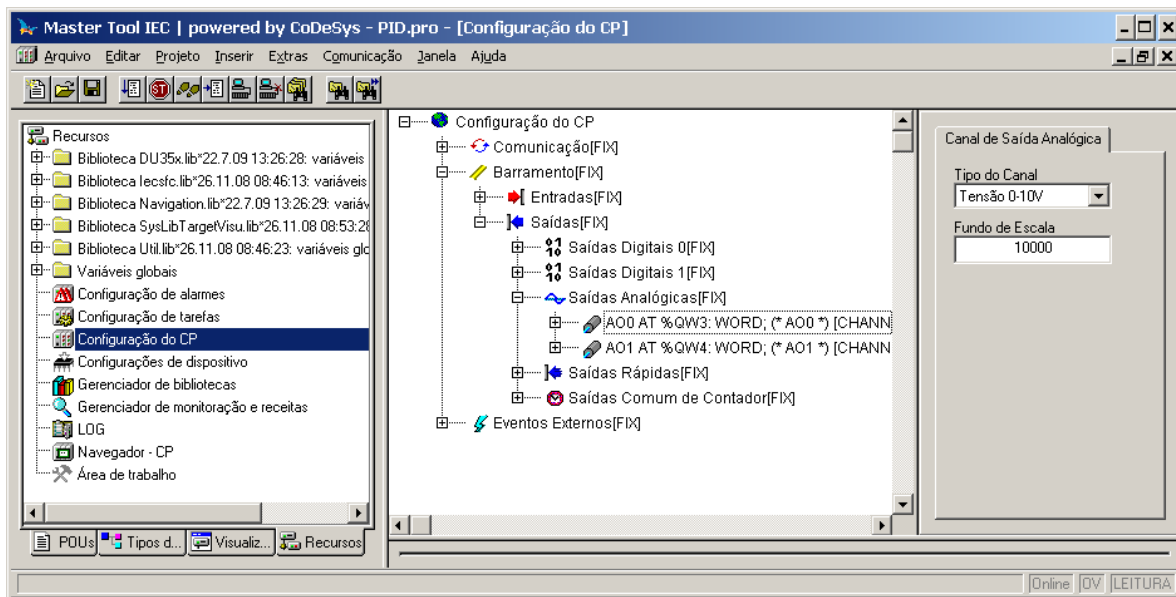 Master Tool IEC | powered by CoDeSys - PID.pro - [Configuração do CP]
Arquivo Editar Projeto Inserir Extras Comunicação Janela Ajuda
Recursos
Biblioteca DU35x.lib*22.7.09 13:26:28: variáveis
Biblioteca Iecsfc.lib*26.11.08 08:46:13: variáveis
Biblioteca Navigation.lib*22.7.09 13:26:29: variáv
Biblioteca SysLibTargetVisu.lib*26.11.08 08:53:28
Biblioteca Util.lib*26.11.08 08:46:23: variáveis glo
Variáveis globais
Configuração de alarmes
Configuração de tarefas
Configuração do CP
Configurações de dispositivo
Gerenciador de bibliotecas
Gerenciador de monitoração e receitas
LOG
Navegador - CP
Área de trabalho
POUs Tipos d... Visualiz... Recursos
Configuração do CP
Comunicação[FIX]
Barramento[FIX]
Entradas[FIX]
Saídas[FIX]
Saídas Digitais 0[FIX]
Saídas Digitais 1[FIX]
Saídas Analógicas[FIX]
AO0 AT %QW3: WORD; (* AO0 *) [CHANN
AO1 AT %QW4: WORD; (* AO1 *) [CHANN
Saídas Rápidas[FIX]
Saídas Comum de Contador[FIX]
Eventos Externos[FIX]
Canal de Saída Analógica
Tipo do Canal
Tensão 0-10V
Fundo de Escala
10000
Online OV LEITURA